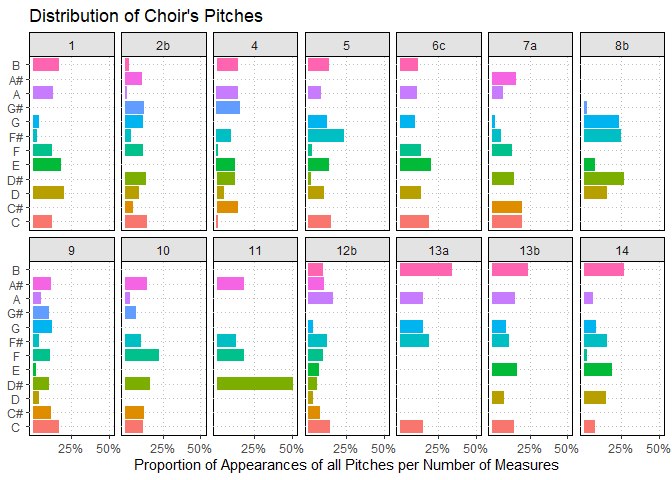 Distribution of Choir's Pitches
1 2b 4 5 6c 7a 8b
B
A#
A
G#
G
F#
F
E
D#
D
C#
C
9 10 11 12b 13a 13b 14
B
A#
A
G#
G
F#
F
E
D#
D
C#
C
25% 50% 25% 50% 25% 50% 25% 50% 25% 50% 25% 50% 25% 50%
Proportion of Appearances of all Pitches per Number of Measures